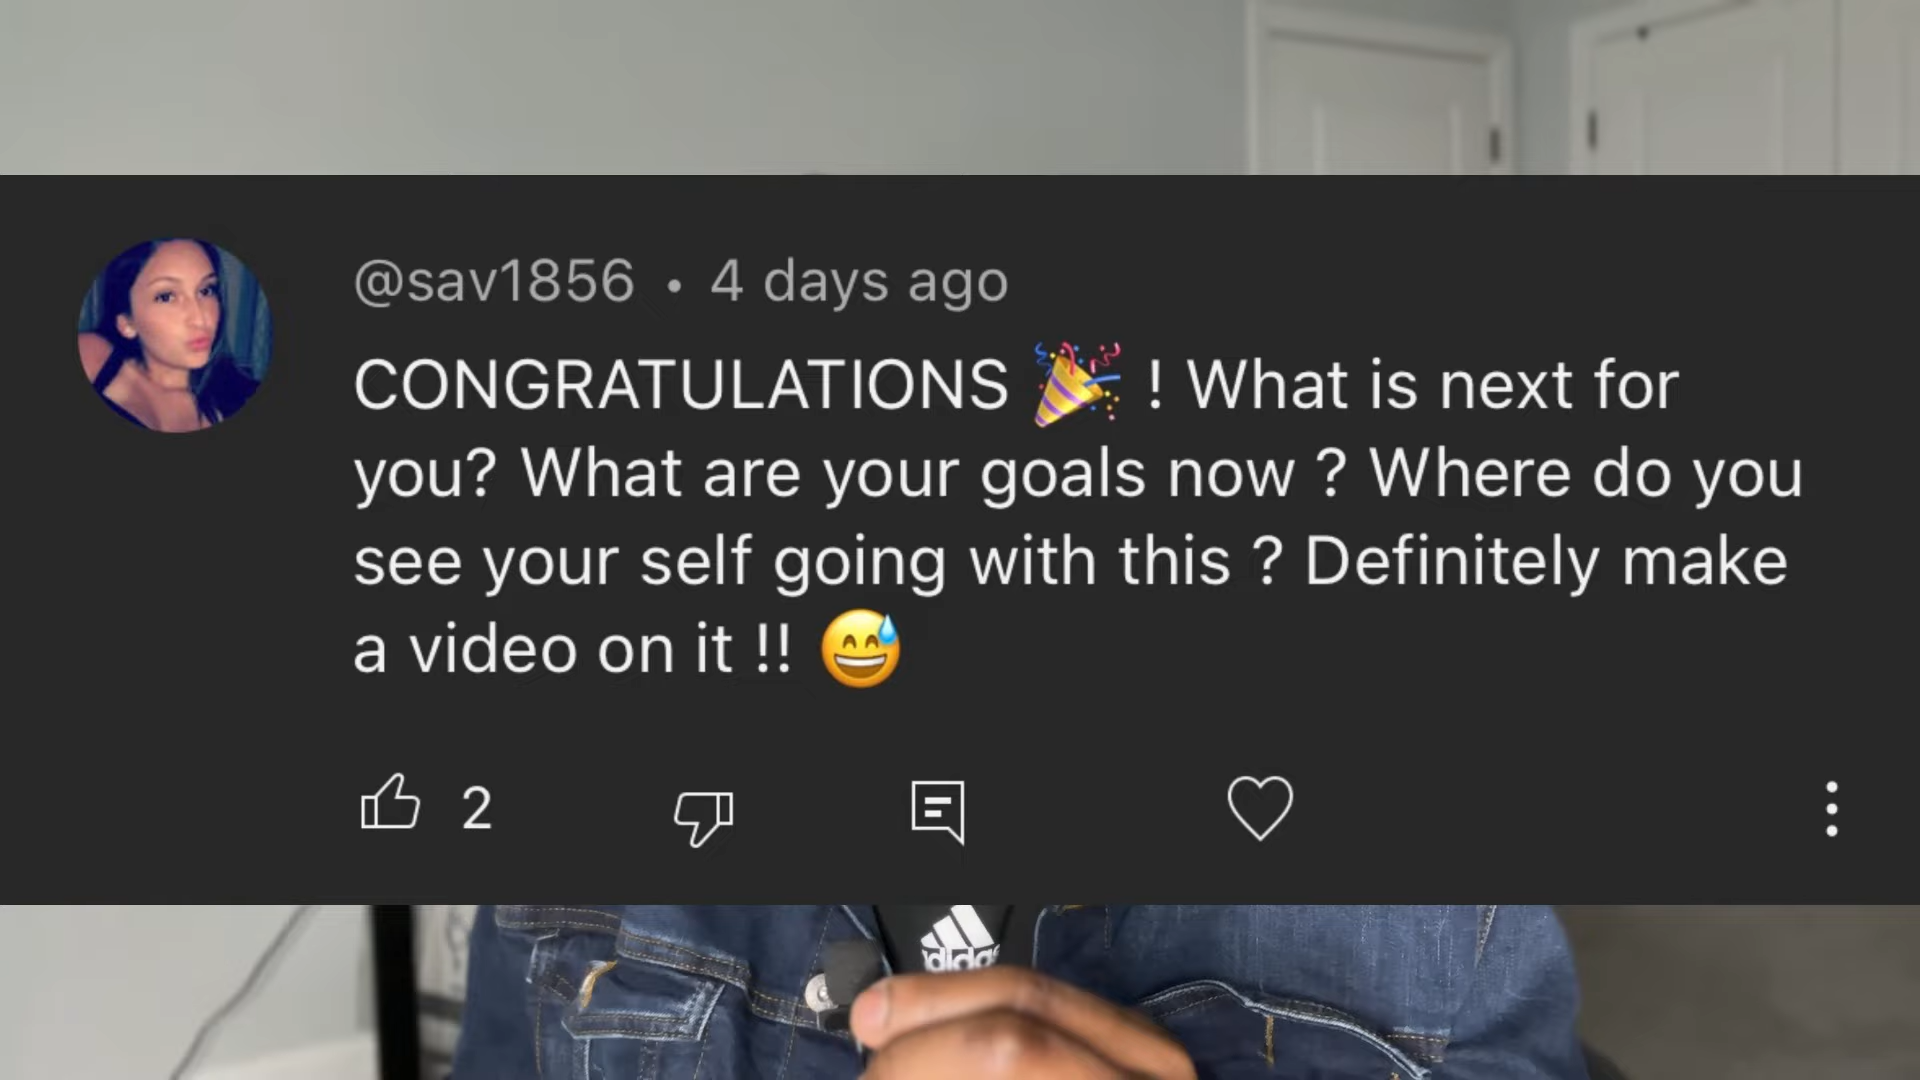 @sav1856 • 4 days ago
CONGRATULATIONS 🎉 ! What is next for
you? What are your goals now ? Where do you
see your self going with this ? Definitely make
a video on it !! 😅
2
adidas